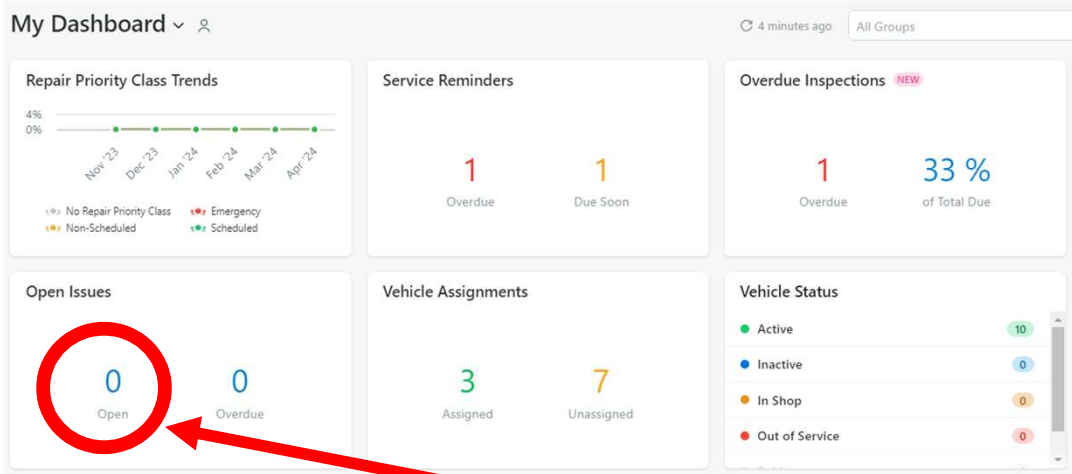 My Dashboard
4 minutes ago
All Groups
Repair Priority Class Trends
4%
0%
Nov '23
Dec '23
Jan '24
Feb '24
Mar '24
Apr '24
No Repair Priority Class
Emergency
Non-Scheduled
Scheduled
Service Reminders
1
1
Overdue
Due Soon
Overdue Inspections NEW
1
33 %
Overdue
of Total Due
Open Issues
0
0
Open
Overdue
Vehicle Assignments
3
7
Assigned
Unassigned
Vehicle Status
Active 10
Inactive 0
In Shop 0
Out of Service 0